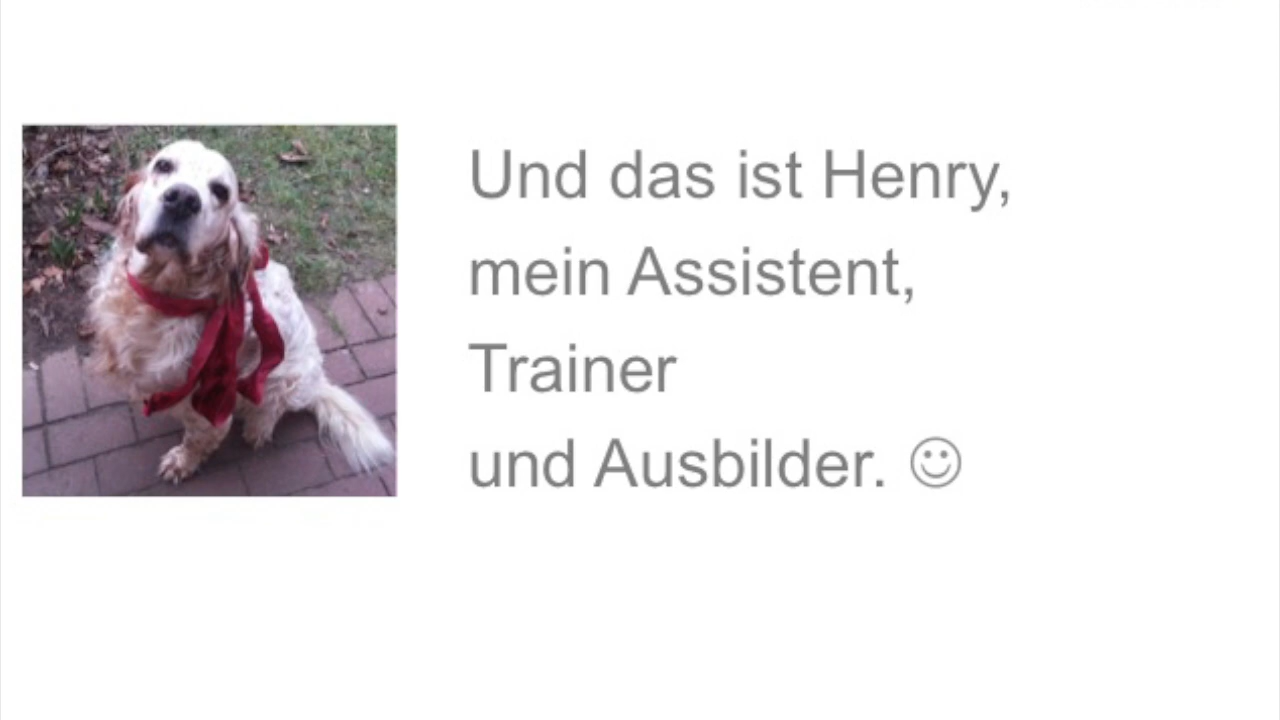 Und das ist Henry,
mein Assistent,
Trainer
und Ausbilder. ☺